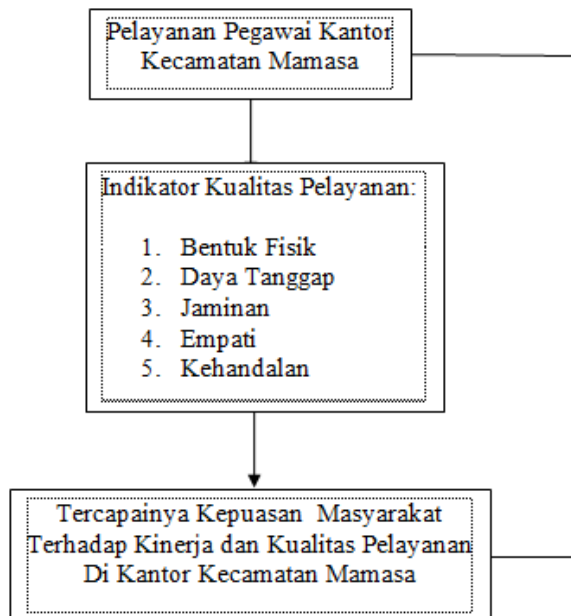 Pelayanan Pegawai Kantor
Kecamatan Mamasa
Indikator Kualitas Pelayanan:
1. Bentuk Fisik
2. Daya Tanggap
3. Jaminan
4. Empati
5. Kehandalan
Tercapainya Kepuasan Masyarakat
Terhadap Kinerja dan Kualitas Pelayanan
Di Kantor Kecamatan Mamasa